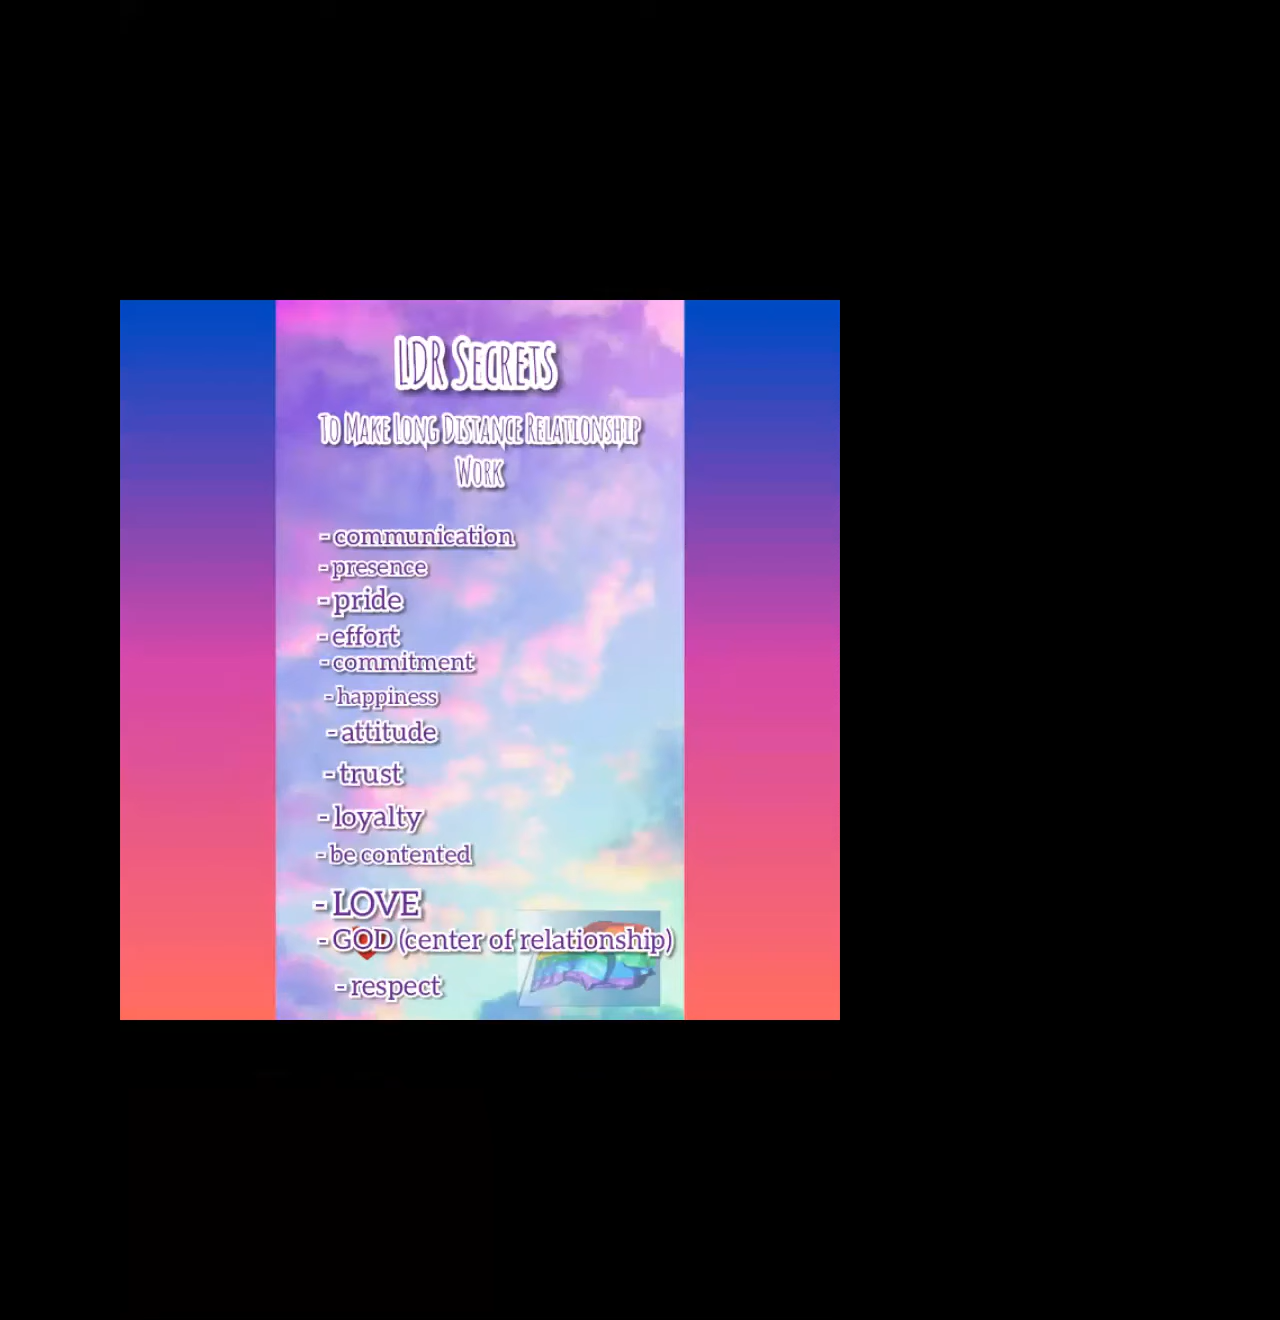 LDR Secrets
To Make Long Distance Relationship
Work
- communication
- presence
- pride
- effort
- commitment
- happiness
- attitude
- trust
- loyalty
- be contented
- LOVE
- GOD (center of relationship)
- respect